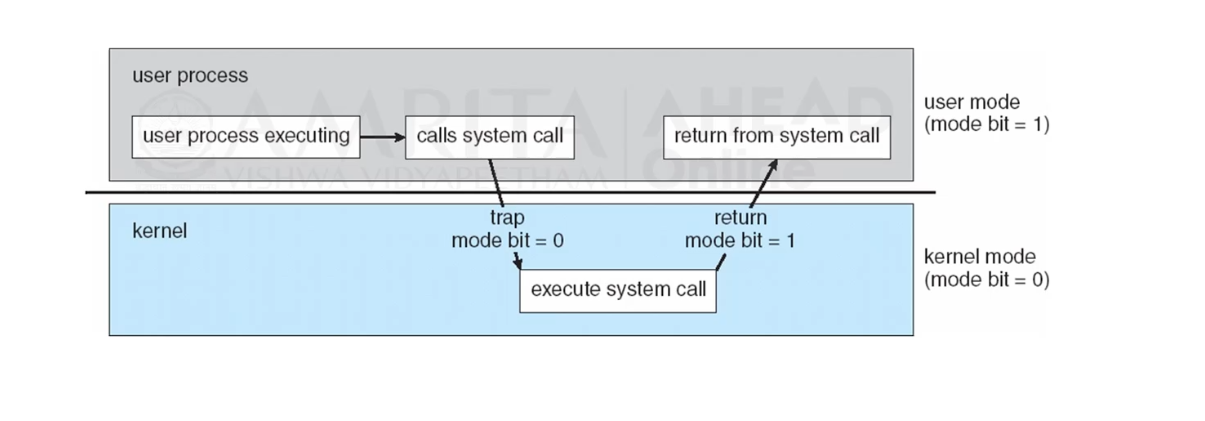 user process
AMRITA AHEAD
user process executing
calls system call
return from system call
user mode
(mode bit = 1)
VISHWA VIDYAPEETHAM Online
kernel
trap
mode bit = 0
return
mode bit = 1
kernel mode
(mode bit = 0)
execute system call